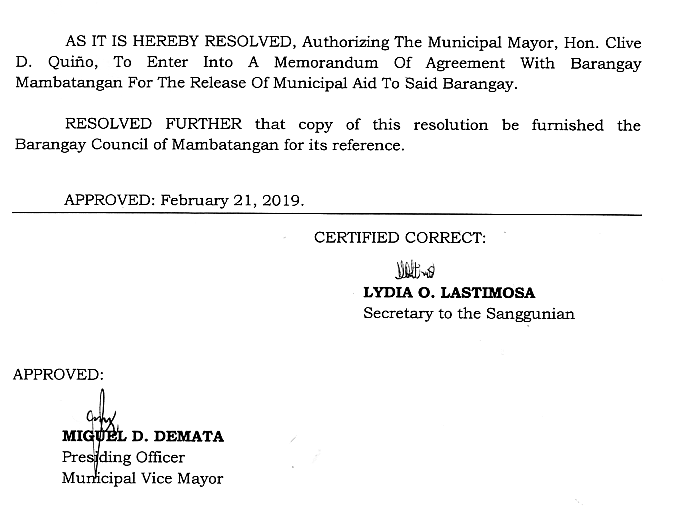 AS IT IS HEREBY RESOLVED, Authorizing The Municipal Mayor, Hon. Clive
D. Quiño, To Enter Into A Memorandum Of Agreement With Barangay
Mambatangan For The Release Of Municipal Aid To Said Barangay.
RESOLVED FURTHER that copy of this resolution be furnished the
Barangay Council of Mambatangan for its reference.
APPROVED: February 21, 2019.
CERTIFIED CORRECT:
LYDIA O. LASTIMOSA
Secretary to the Sanggunian
APPROVED:
MIGUEL D. DEMATA
Presiding Officer
Municipal Vice Mayor